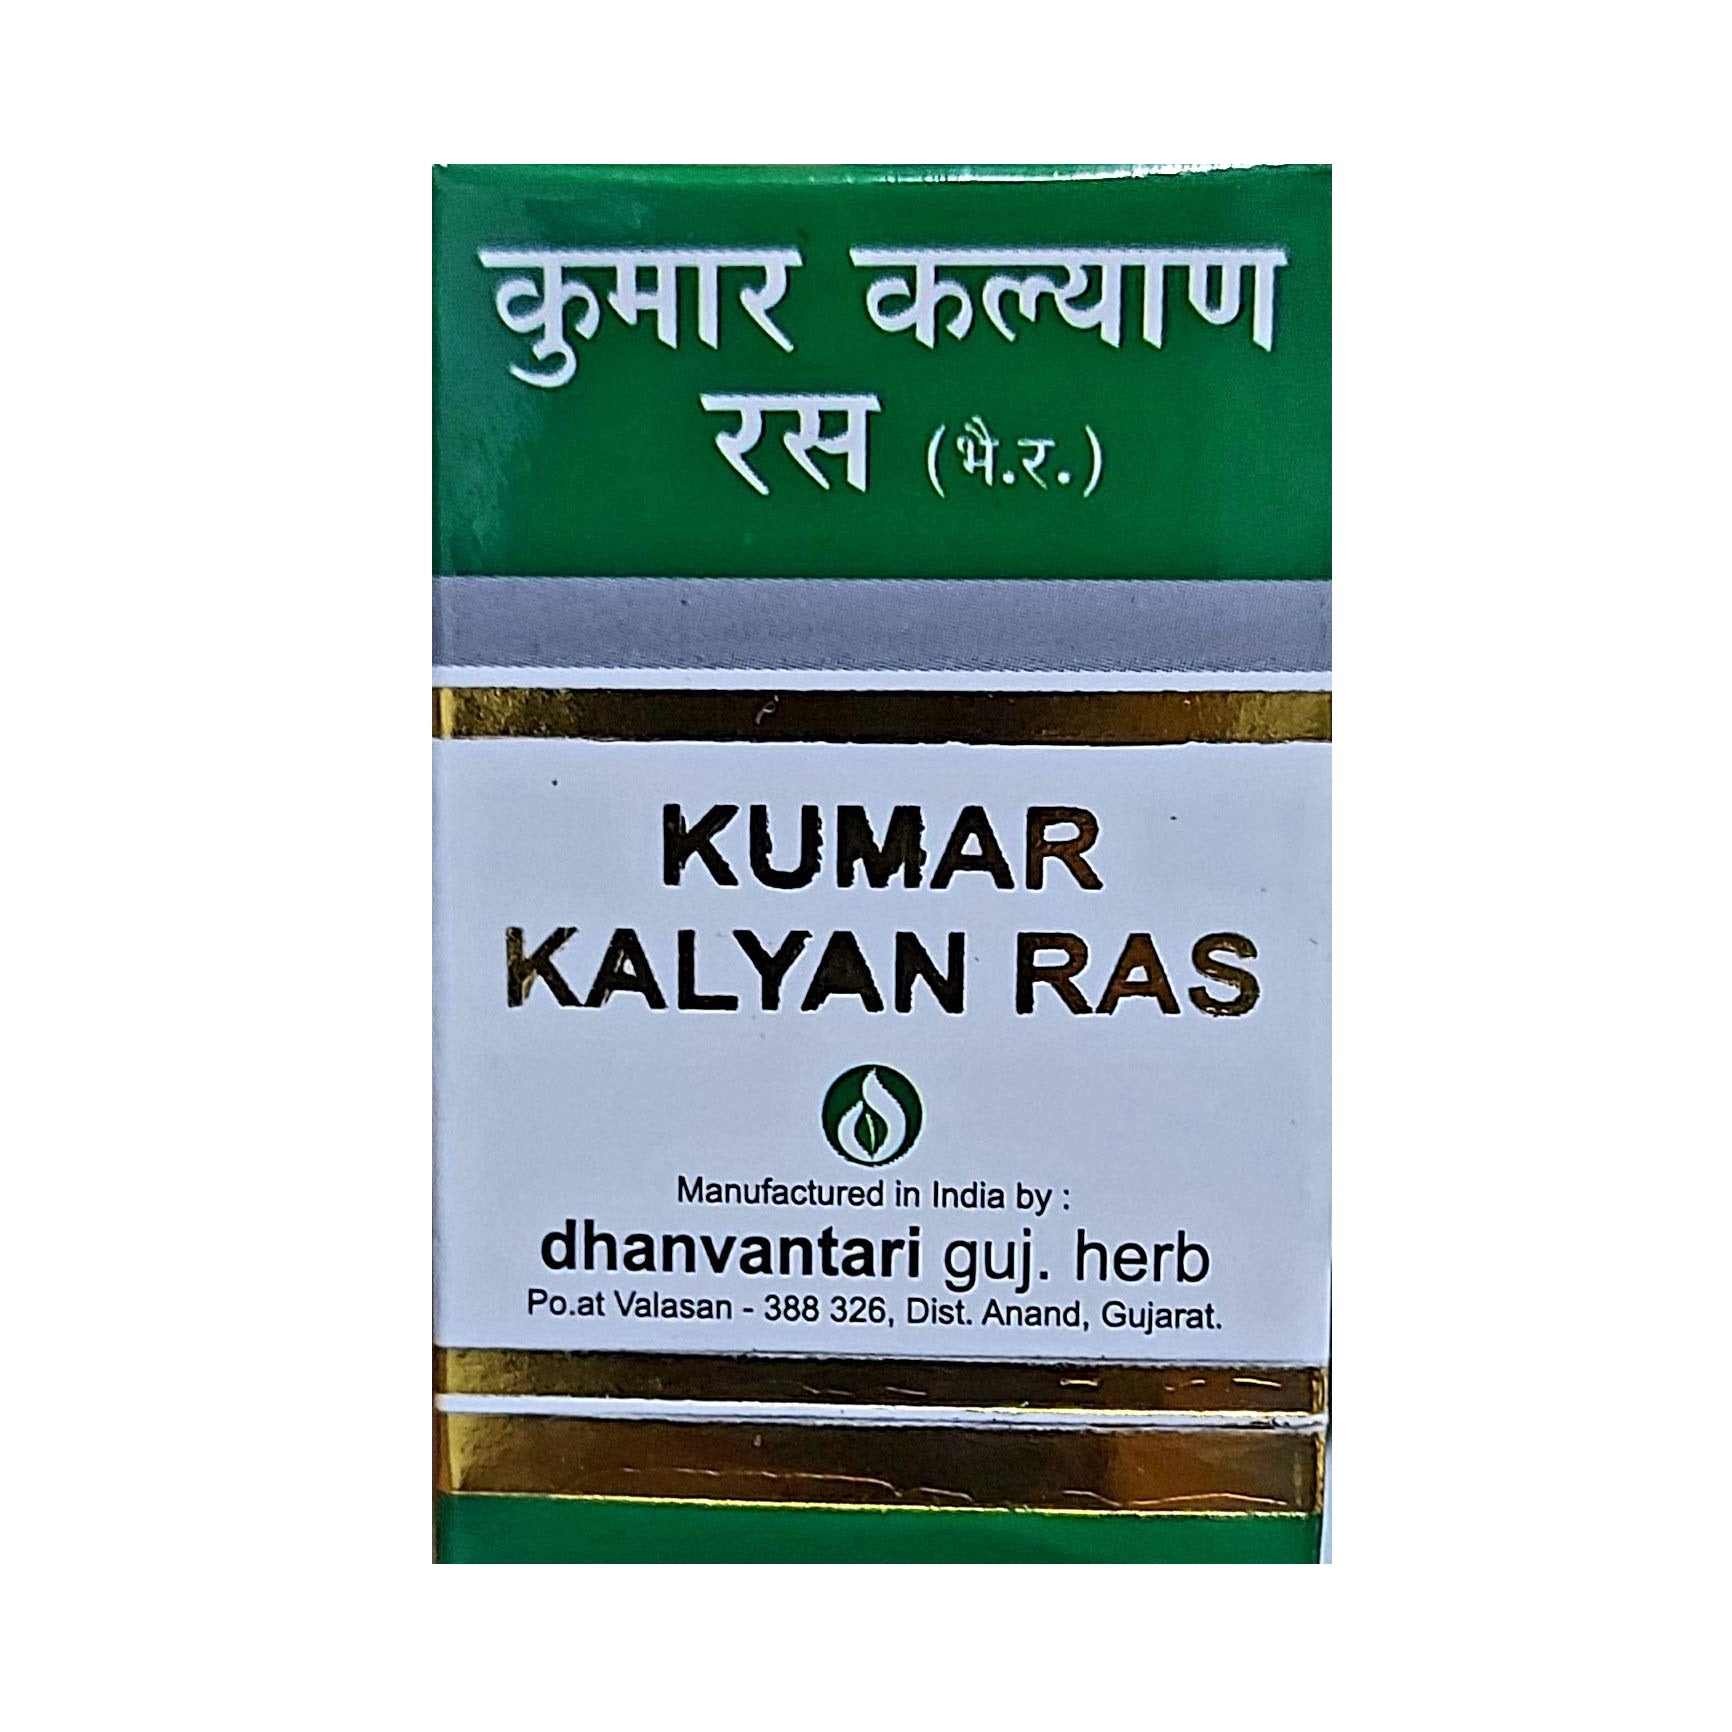 कुमार कल्याण
रस (भै.र.)
KUMAR
KALYAN RAS
Manufactured in India by :
dhanvantari guj. herb
Po.at Valasan - 388 326, Dist. Anand, Gujarat.